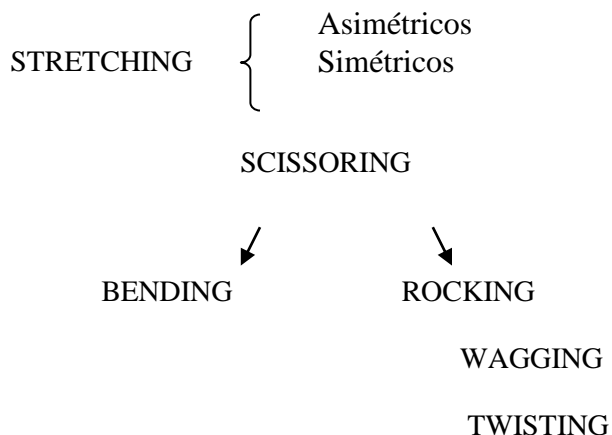 Asimétricos
STRETCHING
Simétricos
SCISSORING
BENDING
ROCKING
WAGGING
TWISTING